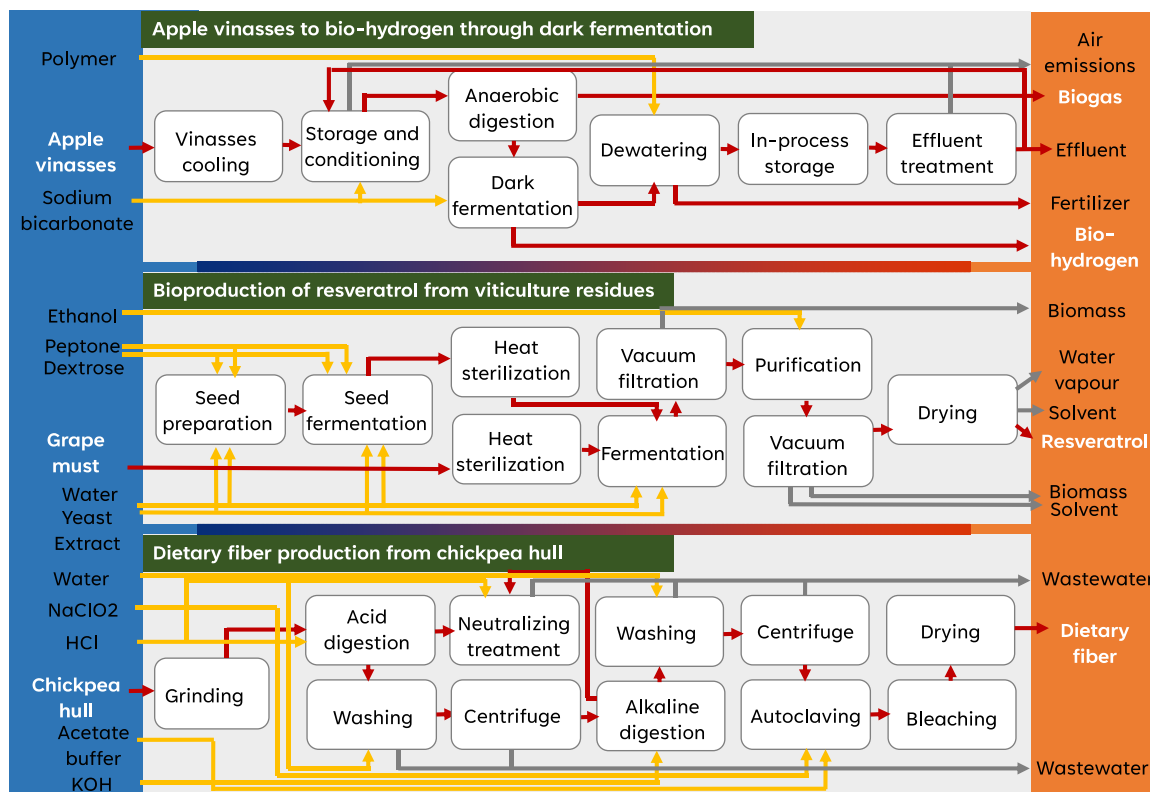 Apple vinasses to bio-hydrogen through dark fermentation
Polymer
Apple
vinasses
Sodium
bicarbonate
Vinasses
cooling
Storage and
conditioning
Anaerobic
digestion
Dark
fermentation
Dewatering
In-process
storage
Effluent
treatment
Air
emissions
Biogas
Effluent
Fertilizer
Bio-
hydrogen
Bioproduction of resveratrol from viticulture residues
Ethanol
Peptone
Dextrose
Grape
must
Water
Yeast
Extract
Seed
preparation
Seed
fermentation
Heat
sterilization
Heat
sterilization
Vacuum
filtration
Fermentation
Purification
Vacuum
filtration
Drying
Biomass
Water
vapour
Solvent
Resveratrol
Biomass
Solvent
Dietary fiber production from chickpea hull
Water
NaClO2
HCl
Chickpea
hull
Acetate
buffer
KOH
Grinding
Acid
digestion
Washing
Neutralizing
treatment
Centrifuge
Washing
Alkaline
digestion
Centrifuge
Autoclaving
Drying
Bleaching
Wastewater
Dietary
fiber
Wastewater